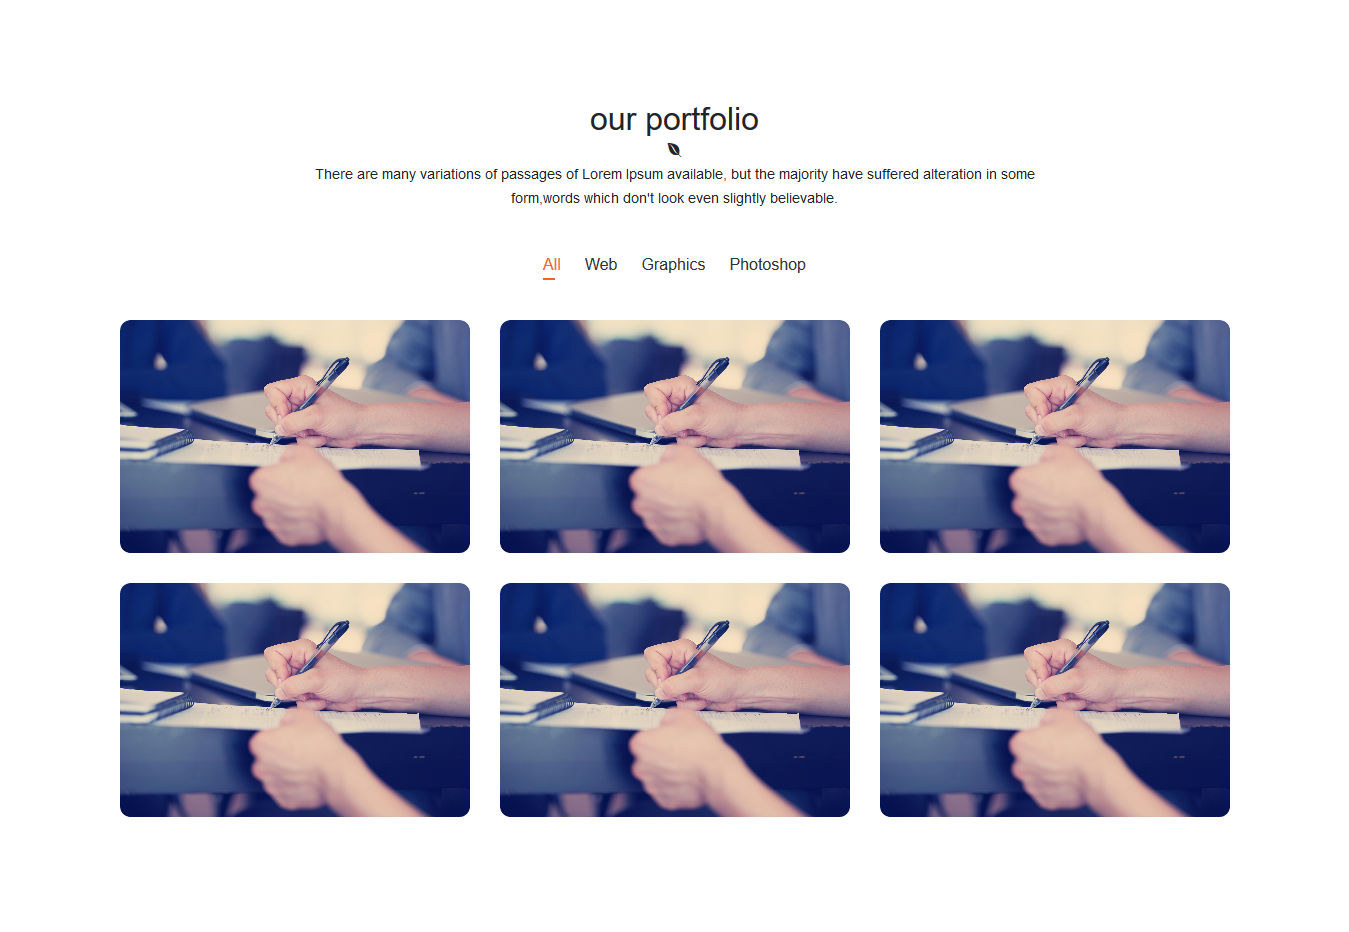 our portfolio
There are many variations of passages of Lorem Ipsum available, but the majority have suffered alteration in some
form,words which don't look even slightly believable.
All Web Graphics Photoshop